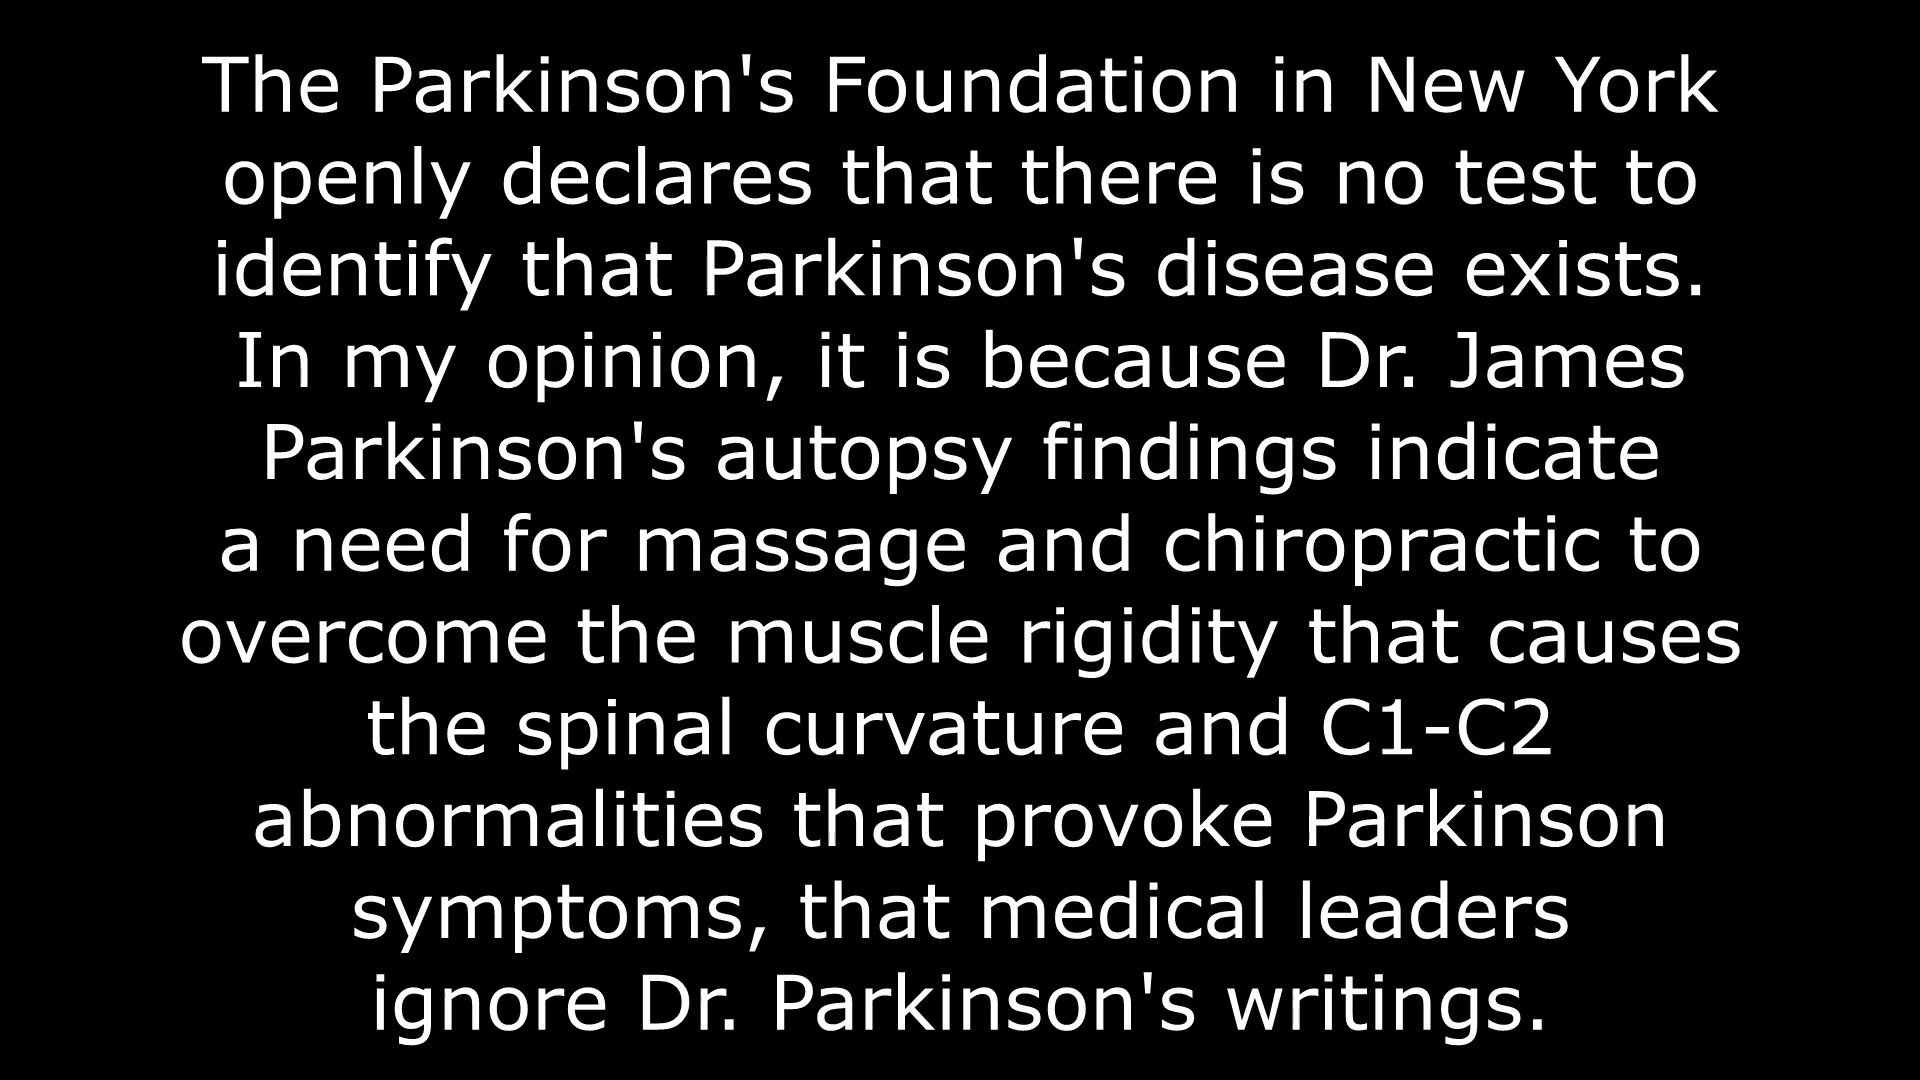 The Parkinson's Foundation in New York
openly declares that there is no test to
identify that Parkinson's disease exists.
In my opinion, it is because Dr. James
Parkinson's autopsy findings indicate
a need for massage and chiropractic to
overcome the muscle rigidity that causes
the spinal curvature and C1-C2
abnormalities that provoke Parkinson
symptoms, that medical leaders
ignore Dr. Parkinson's writings.